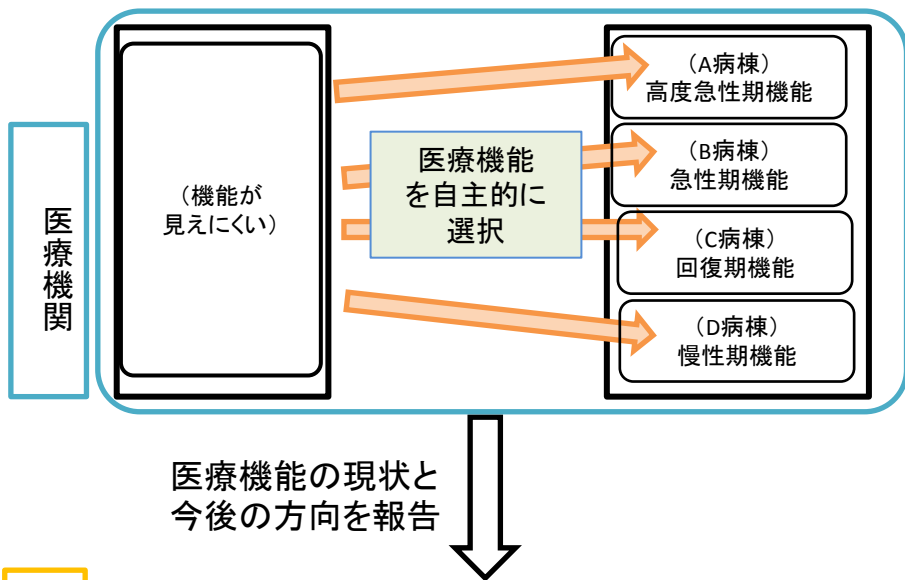 医療機関
(機能が
見えにくい)
医療機能
を自主的に
選択
(A病棟)
高度急性期機能
(B病棟)
急性期機能
(C病棟)
回復期機能
(D病棟)
慢性期機能
医療機能の現状と
今後の方向を報告